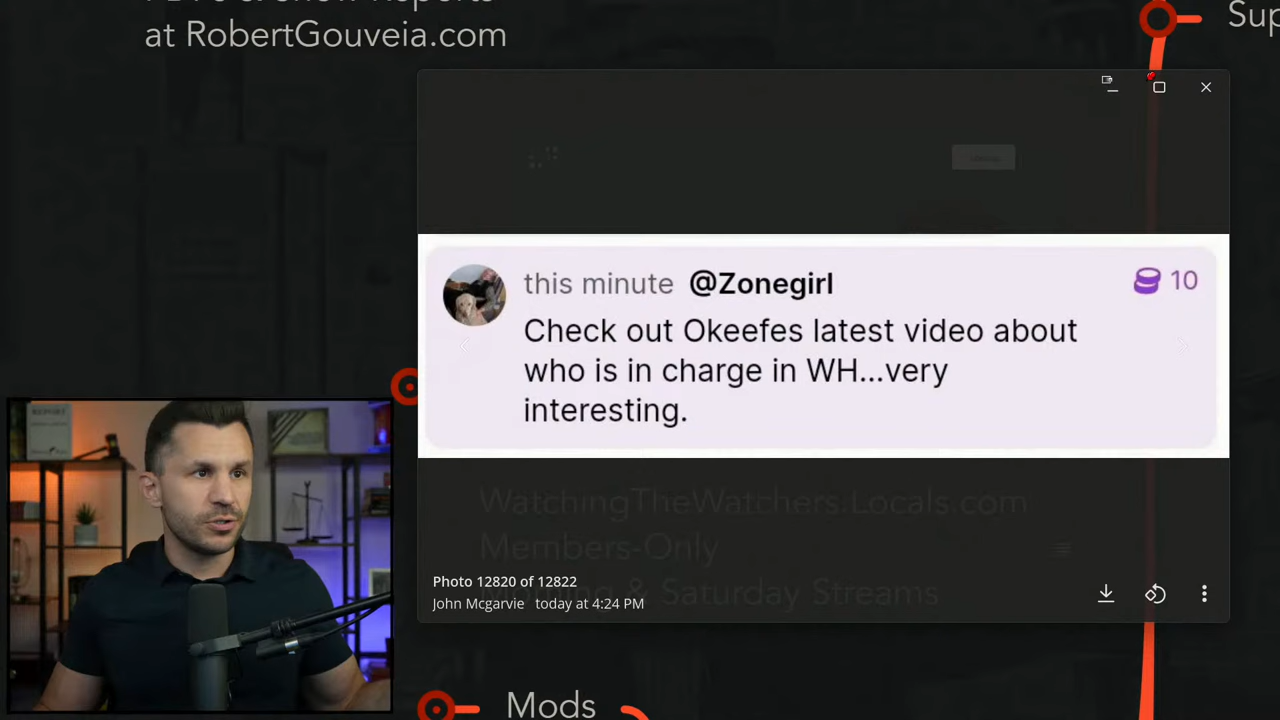 at RobertGouveia.com
Sup
this minute @Zonegirl
10
Check out Okeefes latest video about
who is in charge in WH...very
interesting.
WatchingTheWatchers.Locals.com
Members-Only
& Saturday Streams
Photo 12820 of 12822
John Mcgarvie today at 4:24 PM
Mods